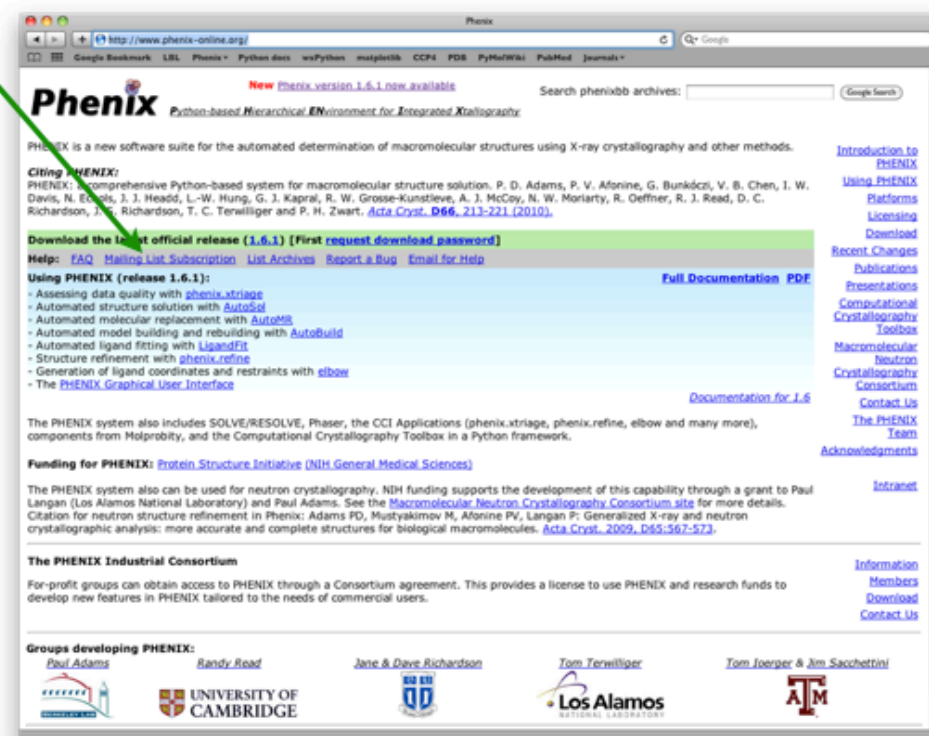 Phenix
http://www.phenix-online.org/
Google
Google Bookmark LBL Phenix Python docs wxPython matplotlib CCP4 PDB PyMolWiki PubMed Journals
Phenix
New Phenix version 1.6.1 now available
Python-based Hierarchical ENvironment for Integrated Xtallography
Search phenixbb archives:
Google Search
PHENIX is a new software suite for the automated determination of macromolecular structures using X-ray crystallography and other methods.
Citing PHENIX:
PHENIX: a comprehensive Python-based system for macromolecular structure solution. P. D. Adams, P. V. Afonine, G. Bunkóczi, V. B. Chen, I. W.
Davis, N. Echols, J. J. Headd, L.-W. Hung, G. J. Kapral, R. W. Grosse-Kunstleve, A. J. McCoy, N. W. Moriarty, R. Oeffner, R. J. Read, D. C.
Richardson, J. S. Richardson, T. C. Terwilliger and P. H. Zwart. Acta Cryst. D66, 213-221 (2010).
Download the latest official release (1.6.1) [First request download password]
Help: FAQ Mailing List Subscription List Archives Report a Bug Email for Help
Using PHENIX (release 1.6.1):
Full Documentation PDF
- Assessing data quality with phenix.xtriage
- Automated structure solution with AutoSol
- Automated molecular replacement with AutoMR
- Automated model building and rebuilding with AutoBuild
- Automated ligand fitting with LigandFit
- Structure refinement with phenix.refine
- Generation of ligand coordinates and restraints with elbow
- The PHENIX Graphical User Interface
Documentation for 1.6
The PHENIX system also includes SOLVE/RESOLVE, Phaser, the CCI Applications (phenix.xtriage, phenix.refine, elbow and many more),
components from Molprobity, and the Computational Crystallography Toolbox in a Python framework.
Funding for PHENIX: Protein Structure Initiative (NIH General Medical Sciences)
The PHENIX system also can be used for neutron crystallography. NIH funding supports the development of this capability through a grant to Paul
Langan (Los Alamos National Laboratory) and Paul Adams. See the Macromolecular Neutron Crystallography Consortium site for more details.
Citation for neutron structure refinement in Phenix: Adams PD, Mustyakimov M, Afonine PV, Langan P: Generalized X-ray and neutron
crystallographic analysis: more accurate and complete structures for biological macromolecules. Acta Cryst. 2009, D65:567-573.
The PHENIX Industrial Consortium
For-profit groups can obtain access to PHENIX through a Consortium agreement. This provides a license to use PHENIX and research funds to
develop new features in PHENIX tailored to the needs of commercial users.
Introduction to
PHENIX
Using PHENIX
Platforms
Licensing
Download
Recent Changes
Publications
Presentations
Computational
Crystallography
Toolbox
Macromolecular
Neutron
Crystallography
Consortium
Contact Us
The PHENIX
Team
Acknowledgments
Intranet
Information
Members
Download
Contact Us
Groups developing PHENIX:
Paul Adams
Randy Read
Jane & Dave Richardson
Tom Terwilliger
Tom Ioerger & Jim Sacchettini
BERKELEY LAB
UNIVERSITY OF
CAMBRIDGE
Los Alamos
NATIONAL LABORATORY
ATM